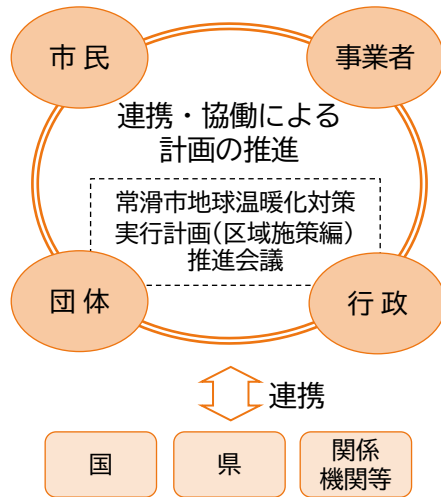 市民
事業者
連携・協働による
計画の推進
常滑市地球温暖化対策
実行計画(区域施策編)
推進会議
団体
行政
連携
国
県
関係
機関等